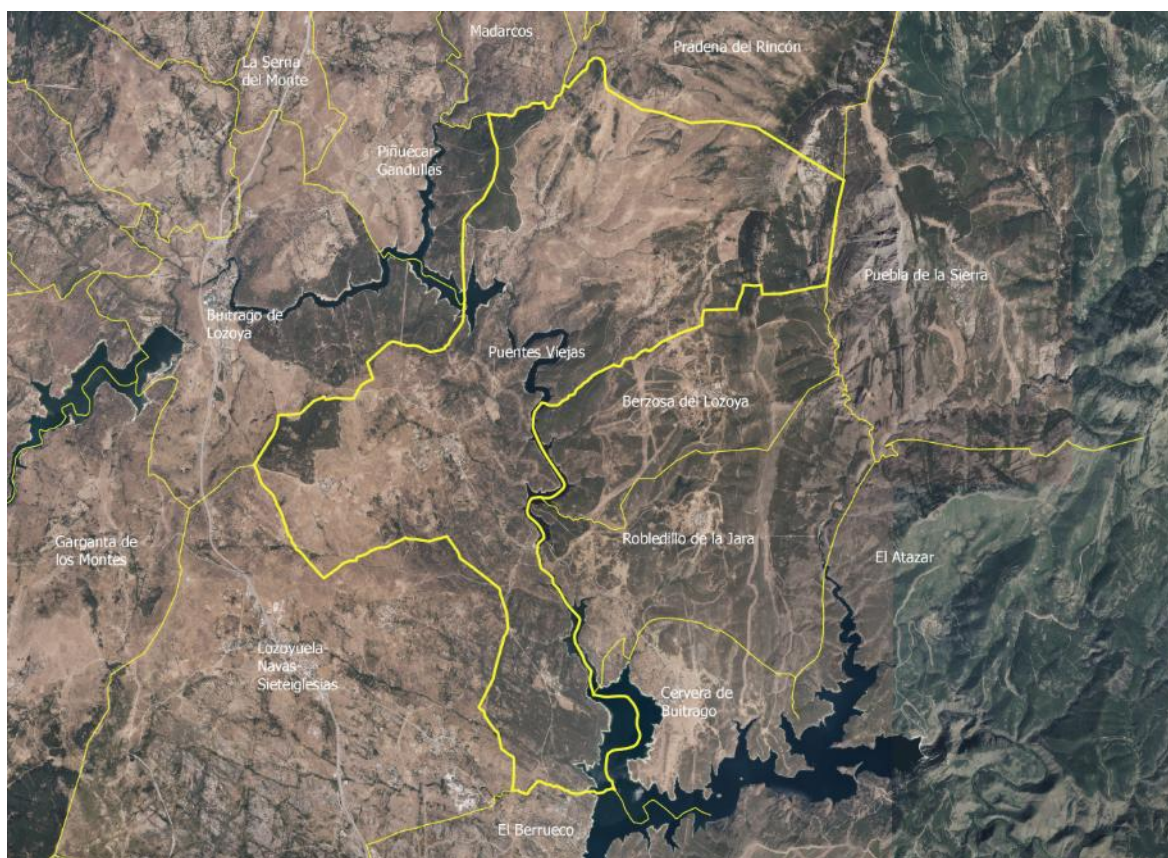 Madarcos
Pradena del Rincón
La Serna
del Monte
Piñuécar-
Gandullas
Puebla de la Sierra
Buitrago de
Lozoya
Puentes Viejas
Berzosa del Lozoya
Garganta de
los Montes
Robledillo de la Jara
El Atazar
Lozoyuela-
Navas-
Sieteiglesias
Cervera de
Buitrago
El Berrueco